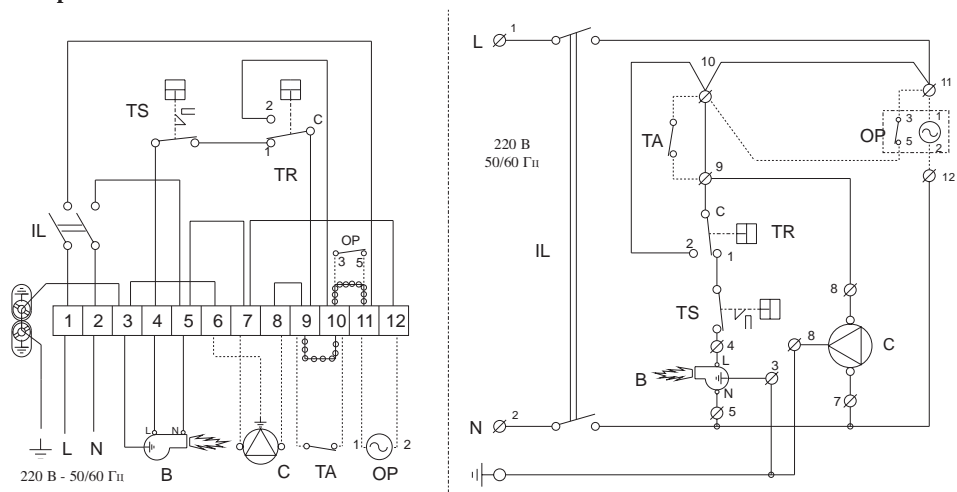 TS
2
C
1
TR
IL
OP
3 5
1 2 3 4 5 6 7 8 9 10 11 12
L N
L N
1 2
B C TA OP
220 В - 50/60 Гц
L 1
10
11
TA
3 1
OP
5 2
220 В
50/60 Гц
9
12
C
TR
2
1
IL
8
TS
4
8
C
L
B
3
N
5
7
N 2